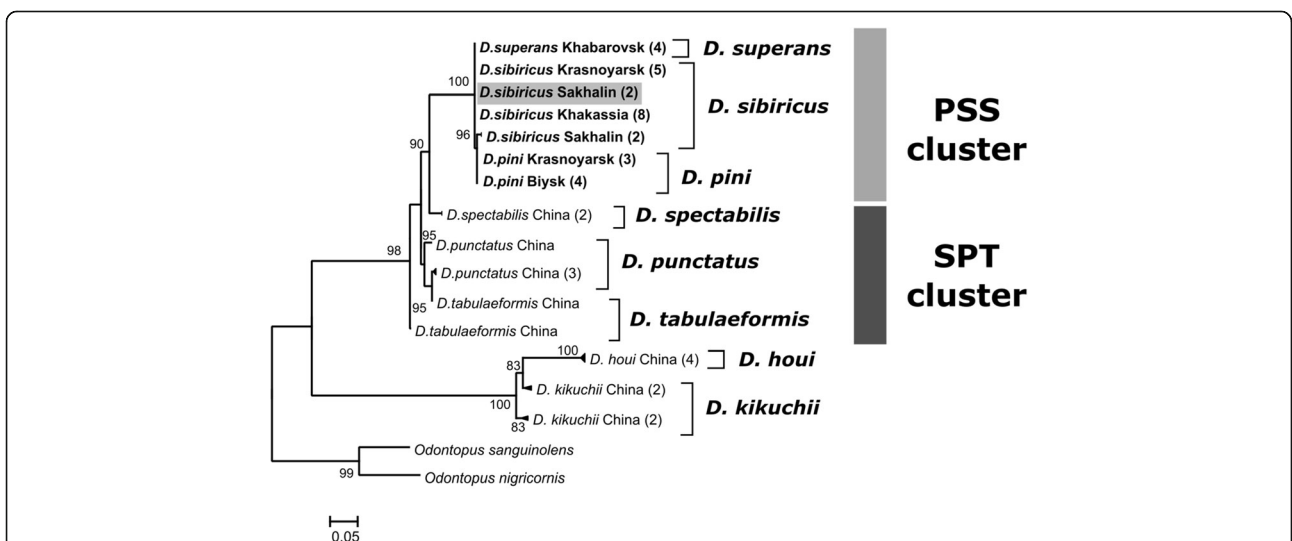 D.superans Khabarovsk (4) D. superans
D.sibiricus Krasnoyarsk (5)
100
D.sibiricus Sakhalin (2) D. sibiricus
D.sibiricus Khakassia (8)
96 D.sibiricus Sakhalin (2)
90
D.pini Krasnoyarsk (3)
D.pini Biysk (4) D. pini
PSS
cluster
D.spectabilis China (2) D. spectabilis
95
D.punctatus China
98
D.punctatus China (3) D. punctatus
95
D.tabulaeformis China
D.tabulaeformis China D. tabulaeformis
SPT
cluster
100
D. houi China (4) D. houi
83
D. kikuchii China (2)
100
D. kikuchii China (2) D. kikuchii
83
Odontopus sanguinolens
99
Odontopus nigricornis
0.05